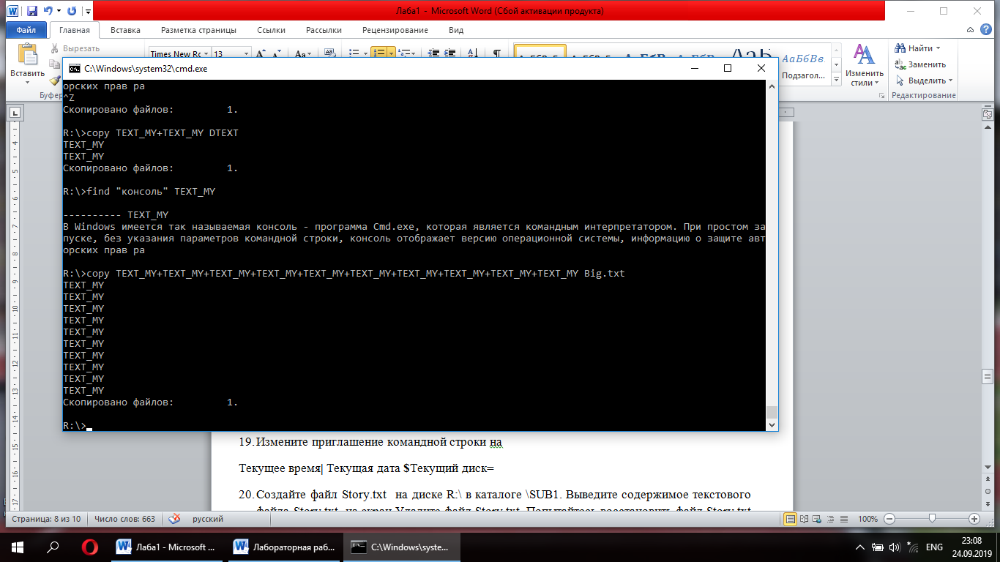 Лаба1 - Microsoft Word (Сбой активации продукта)
Файл Главная Вставка Разметка страницы Ссылки Рассылки Рецензирование Вид
Вставить
Вырезать
Буфер
Times New Ro 13
АаБбВв.
Подзагол...
Изменить стили
Найти
Заменить
Выделить
Редактирование
C:\Windows\system32\cmd.exe
орских прав ра
^Z
Скопировано файлов: 1.
R:\>copy TEXT_MY+TEXT_MY DTEXT
TEXT_MY
TEXT_MY
Скопировано файлов: 1.
R:\>find "консоль" TEXT_MY
---------- TEXT_MY
В Windows имеется так называемая консоль - программа Cmd.exe, которая является командным интерпретатором. При простом за
пуске, без указания параметров командной строки, консоль отображает версию операционной системы, информацию о защите авт
орских прав ра
R:\>copy TEXT_MY+TEXT_MY+TEXT_MY+TEXT_MY+TEXT_MY+TEXT_MY+TEXT_MY+TEXT_MY+TEXT_MY+TEXT_MY Big.txt
TEXT_MY
TEXT_MY
TEXT_MY
TEXT_MY
TEXT_MY
TEXT_MY
TEXT_MY
TEXT_MY
TEXT_MY
TEXT_MY
Скопировано файлов: 1.
R:\>
19. Измените приглашение командной строки на
Текущее время| Текущая дата $Текущий диск=
20. Создайте файл Story.txt на диске R:\ в каталоге \SUB1. Выведите содержимое текстового
файла Story.txt на экран Удалите файл Story.txt. Попытайтесь восстановить файл Story.txt
Страница: 8 из 10 Число слов: 663 русский 100%
Лаба1 - Microsoft ... Лабораторная раб... C:\Windows\syste... ENG 23:08
24.09.2019